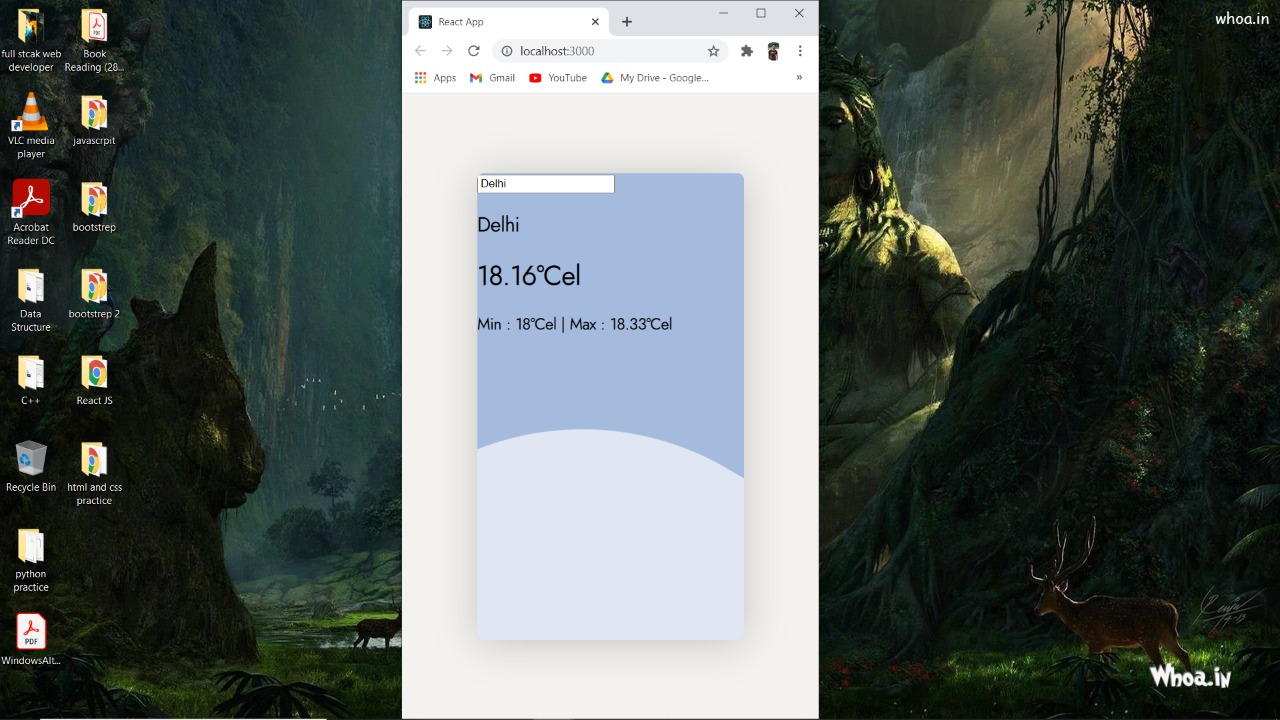 full stcak web
developer
Book
Reading (28...
VLC media
player
javascrpit
Acrobat
Reader DC
bootstrep
Data
Structure
bootstrep 2
C++
React JS
Recycle Bin
html and css
practice
python
practice
PDF
WindowsAlt...
React App
localhost:3000
Apps
Gmail
YouTube
My Drive - Google...
»
Delhi
Delhi
18.16℃el
Min : 18℃el | Max : 18.33℃el
whoa.in
Whoa.in